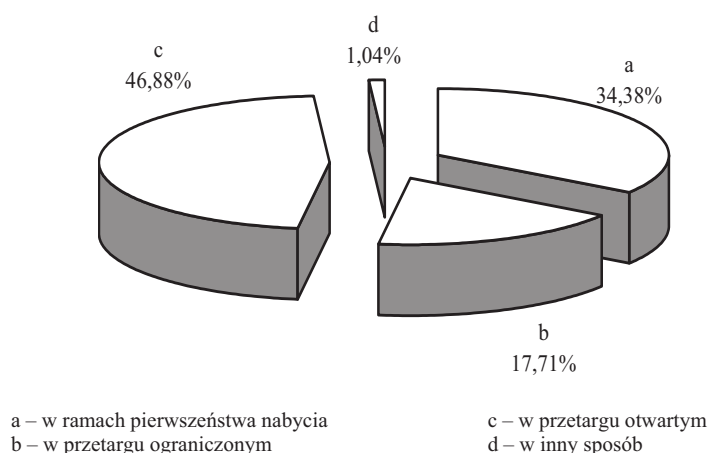 d
1,04%
c
46,88%
a
34,38%
b
17,71%
a – w ramach pierwszeństwa nabycia
b – w przetargu ograniczonym
c – w przetargu otwartym
d – w inny sposób